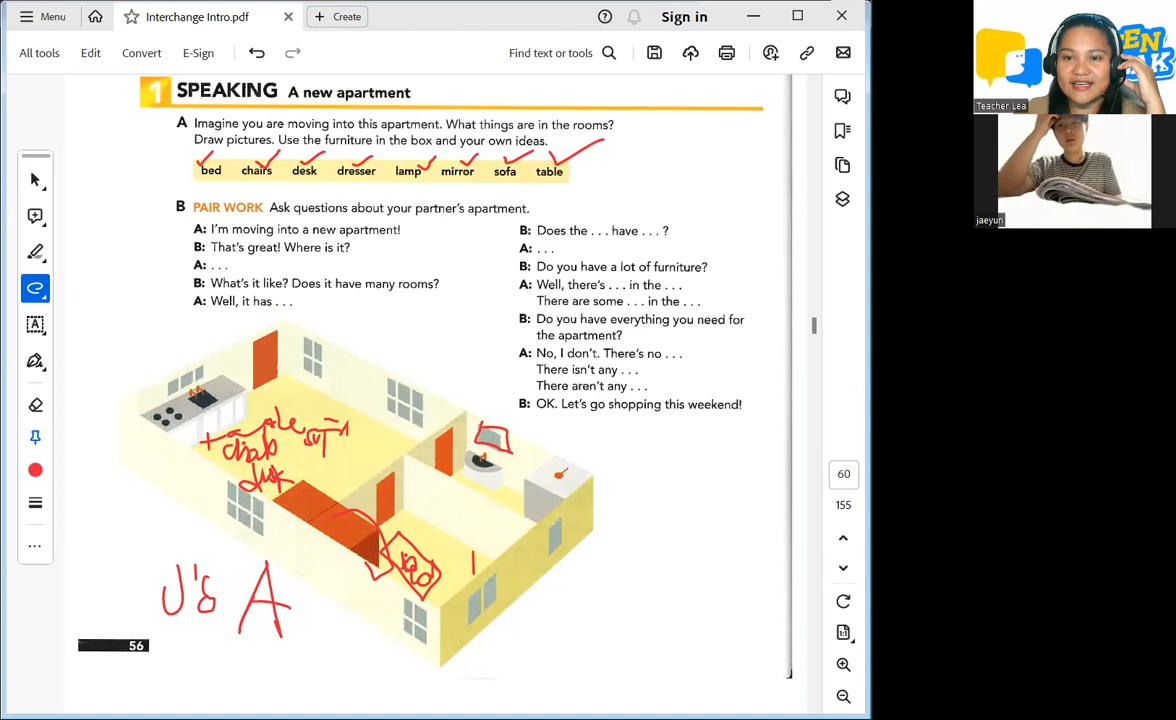 Menu
Interchange Intro.pdf
Create
Sign in
All tools
Edit
Convert
E-Sign
Find text or tools
1 SPEAKING A new apartment
A Imagine you are moving into this apartment. What things are in the rooms?
Draw pictures. Use the furniture in the box and your own ideas.
bed chairs desk dresser lamp mirror sofa table
B PAIR WORK Ask questions about your partner's apartment.
A: I'm moving into a new apartment!
B: That's great! Where is it?
A: . . .
B: What's it like? Does it have many rooms?
A: Well, it has . . .
B: Does the . . . have . . . ?
A: . . .
B: Do you have a lot of furniture?
A: Well, there's . . . in the . . .
There are some . . . in the . . .
B: Do you have everything you need for
the apartment?
A: No, I don't. There's no . . .
There isn't any . . .
There aren't any . . .
B: OK. Let's go shopping this weekend!
J's A
56
60
155
1:1
Teacher Lea
jaeyun